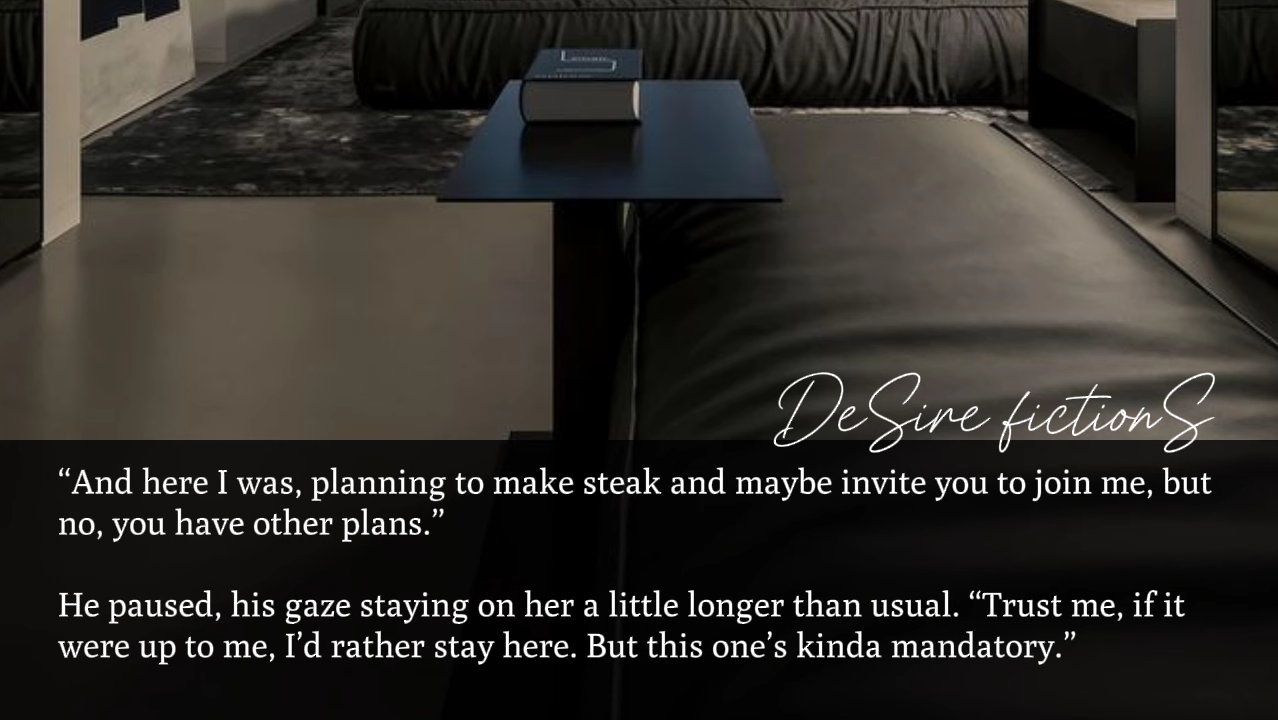 DeSire fictionS
“And here I was, planning to make steak and maybe invite you to join me, but
no, you have other plans.”
He paused, his gaze staying on her a little longer than usual. “Trust me, if it
were up to me, I’d rather stay here. But this one’s kinda mandatory.”